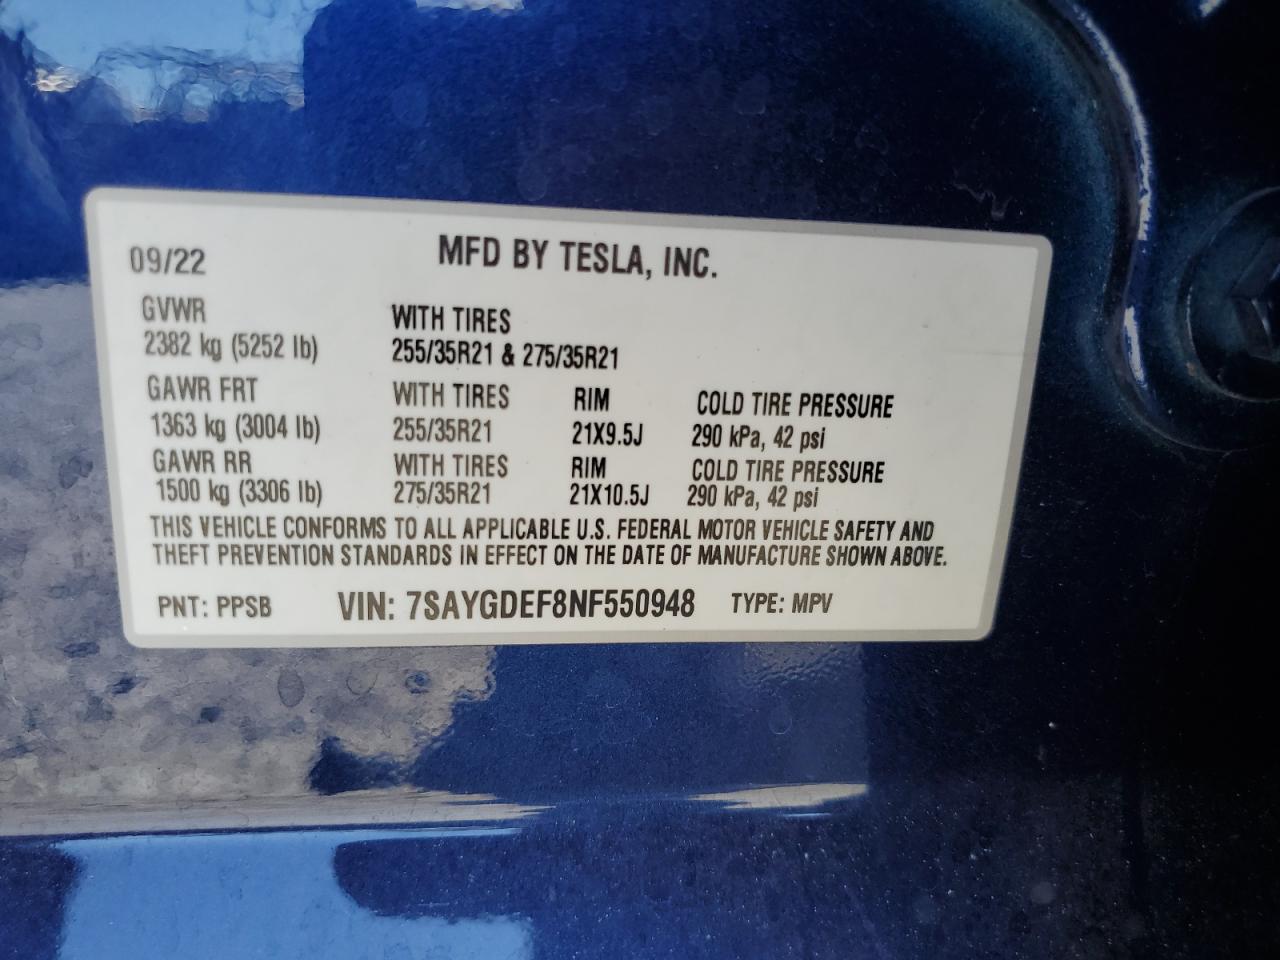 09/22 MFD BY TESLA, INC.
GVWR WITH TIRES
2382 kg (5252 lb) 255/35R21 & 275/35R21
GAWR FRT WITH TIRES RIM COLD TIRE PRESSURE
1363 kg (3004 lb) 255/35R21 21X9.5J 290 kPa, 42 psi
GAWR RR WITH TIRES RIM COLD TIRE PRESSURE
1500 kg (3306 lb) 275/35R21 21X10.5J 290 kPa, 42 psi
THIS VEHICLE CONFORMS TO ALL APPLICABLE U.S. FEDERAL MOTOR VEHICLE SAFETY AND
THEFT PREVENTION STANDARDS IN EFFECT ON THE DATE OF MANUFACTURE SHOWN ABOVE.
PNT: PPSB VIN: 7SAYGDEF8NF550948 TYPE: MPV